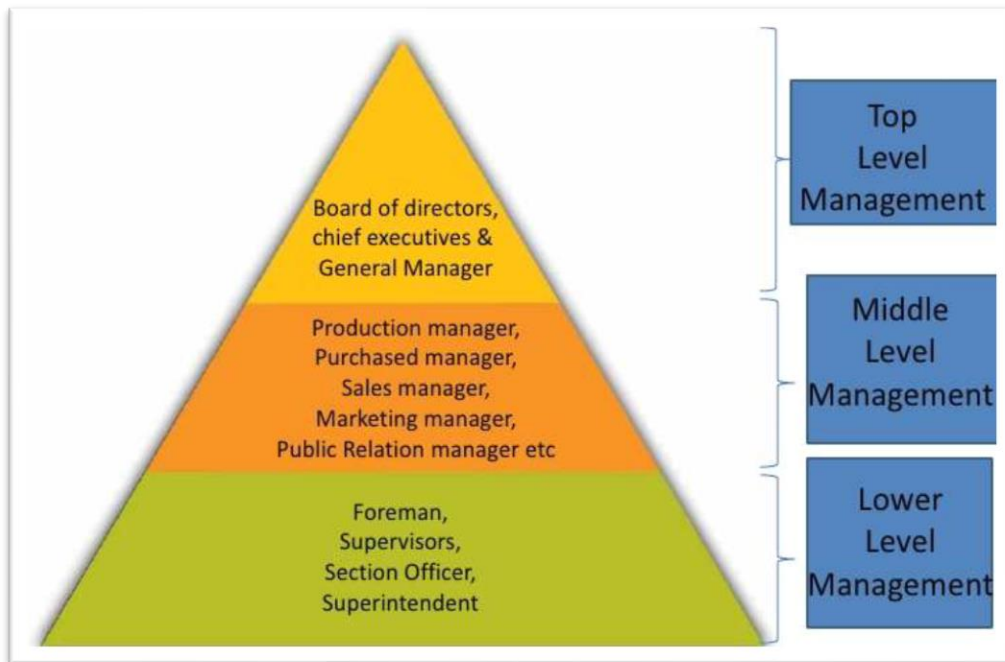 Board of directors,
chief executives &
General Manager
Top
Level
Management
Production manager,
Purchased manager,
Sales manager,
Marketing manager,
Public Relation manager etc
Middle
Level
Management
Foreman,
Supervisors,
Section Officer,
Superintendent
Lower
Level
Management